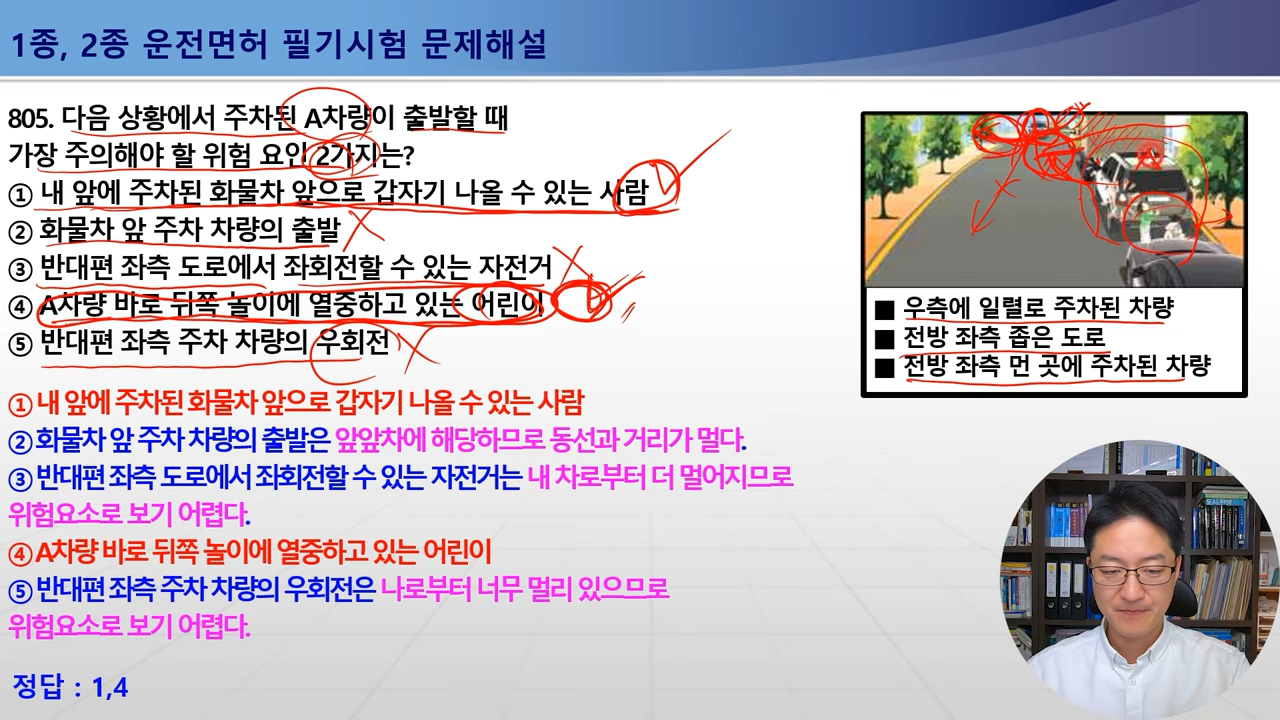 1종, 2종 운전면허 필기시험 문제해설
805. 다음 상황에서 주차된 A차량이 출발할 때
가장 주의해야 할 위험 요인 2가지는?
① 내 앞에 주차된 화물차 앞으로 갑자기 나올 수 있는 사람
② 화물차 앞 주차 차량의 출발
③ 반대편 좌측 도로에서 좌회전할 수 있는 자전거
④ A차량 바로 뒤쪽 놀이에 열중하고 있는 어린이
⑤ 반대편 좌측 주차 차량의 우회전
A
■ 우측에 일렬로 주차된 차량
■ 전방 좌측 좁은 도로
■ 전방 좌측 먼 곳에 주차된 차량
① 내 앞에 주차된 화물차 앞으로 갑자기 나올 수 있는 사람
② 화물차 앞 주차 차량의 출발은 앞앞차에 해당하므로 동선과 거리가 멀다.
③ 반대편 좌측 도로에서 좌회전할 수 있는 자전거는 내 차로부터 더 멀어지므로
위험요소로 보기 어렵다.
④ A차량 바로 뒤쪽 놀이에 열중하고 있는 어린이
⑤ 반대편 좌측 주차 차량의 우회전은 나로부터 너무 멀리 있으므로
위험요소로 보기 어렵다.
정답 : 1,4